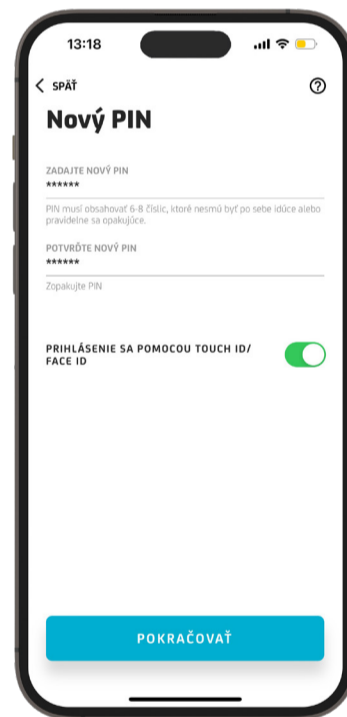 13:18
SPÄŤ
Nový PIN
ZADAJTE NOVÝ PIN
******
PIN musí obsahovať 6-8 číslic, ktoré nesmú byť po sebe idúce alebo
pravidelne sa opakujúce.
POTVRĎTE NOVÝ PIN
******
Zopakujte PIN
PRIHLÁSENIE SA POMOCOU TOUCH ID/
FACE ID
POKRAČOVAŤ